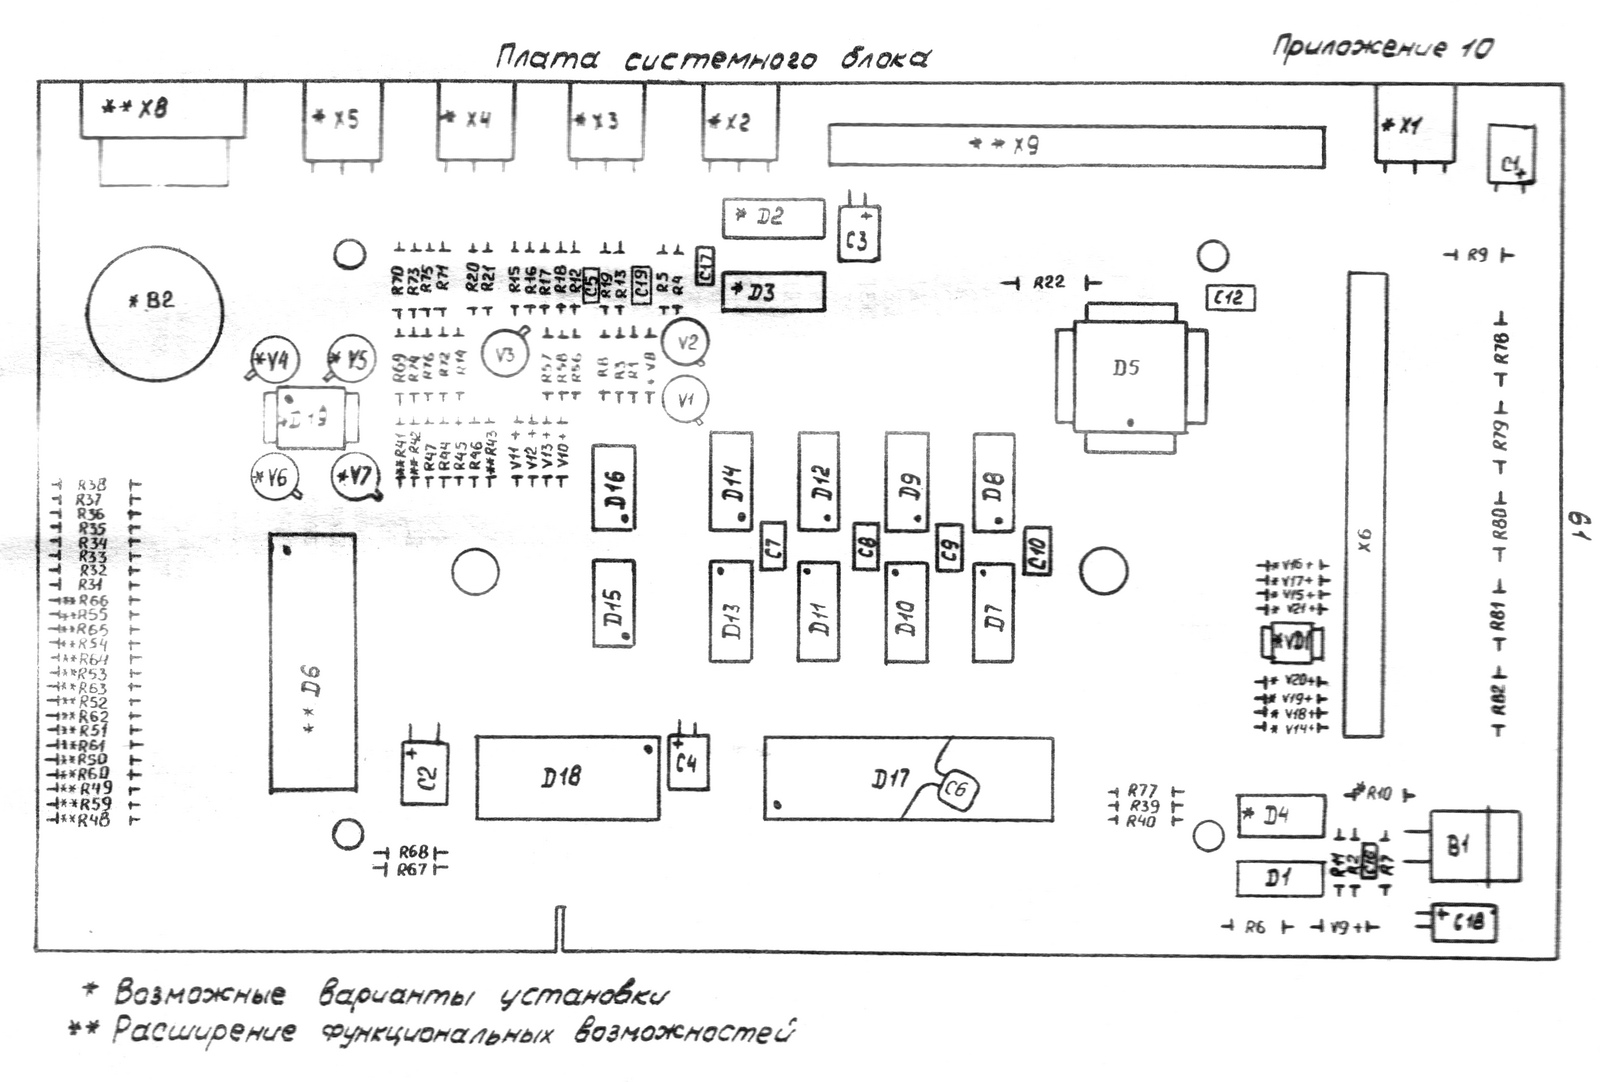 Приложение 10
Плата системного блока
** X8
* X5
* X4
* X3
* X2
** X9
* X1
C1 +
* D2
+ C3
* D3
C17
R70 R73 R75 R71 R20 R21 R15 R16 R17 R18 R12 C5 R19 R13 C19 R5 R4
R22
C12
R9
* B2
*V4
*V5
V3
V2
V1
R69 R74 R76 R72 R14 R57 R58 R56 R8 R3 R1 * V8
D5
R78
* D19
*V6
*V7
***R41 ***R42 R47 R44 R45 R46 **R43 V11 + V12 + V13 + V10 +
D16
D14
D12
D9
D8
R79
R38
R37
R36
R35
R34
R33
R32
R31
**R66
**R55
**R65
**R54
**R64
**R53
**R63
**R52
**R62
**R51
**R61
**R50
**R60
**R49
**R59
**R48
C7
C8
C9
C10
X6
R80
61
D15
D13
D11
D10
D7
* V16 +
* V17 +
* V15 +
* V21 +
*VD1
* V20 +
* V19 +
* V18 +
* V14 +
R81
R82
** D6
+ C2
D18
+ C4
D17
C6
R77
R39
R40
*R10
* D4
R11 R2 C16 R7
B1
D1
R68
R67
R6
V9 +
+ C18
* Возможные варианты установки
** Расширение функциональных возможностей